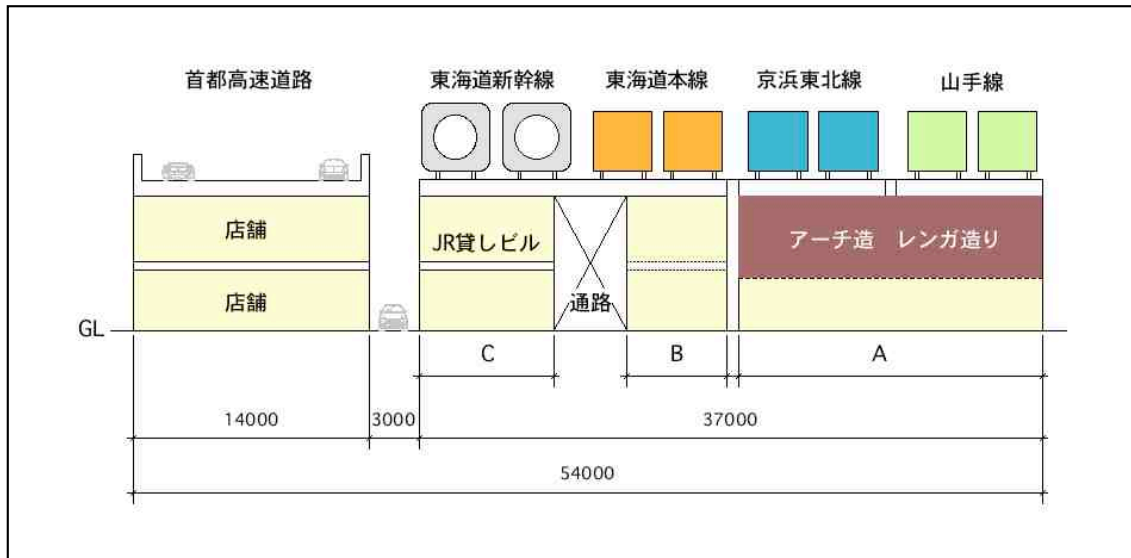 首都高速道路
東海道新幹線
東海道本線
京浜東北線
山手線
店舗
JR貸しビル
アーチ造 レンガ造り
店舗
通路
GL
C
B
A
14000
3000
37000
54000